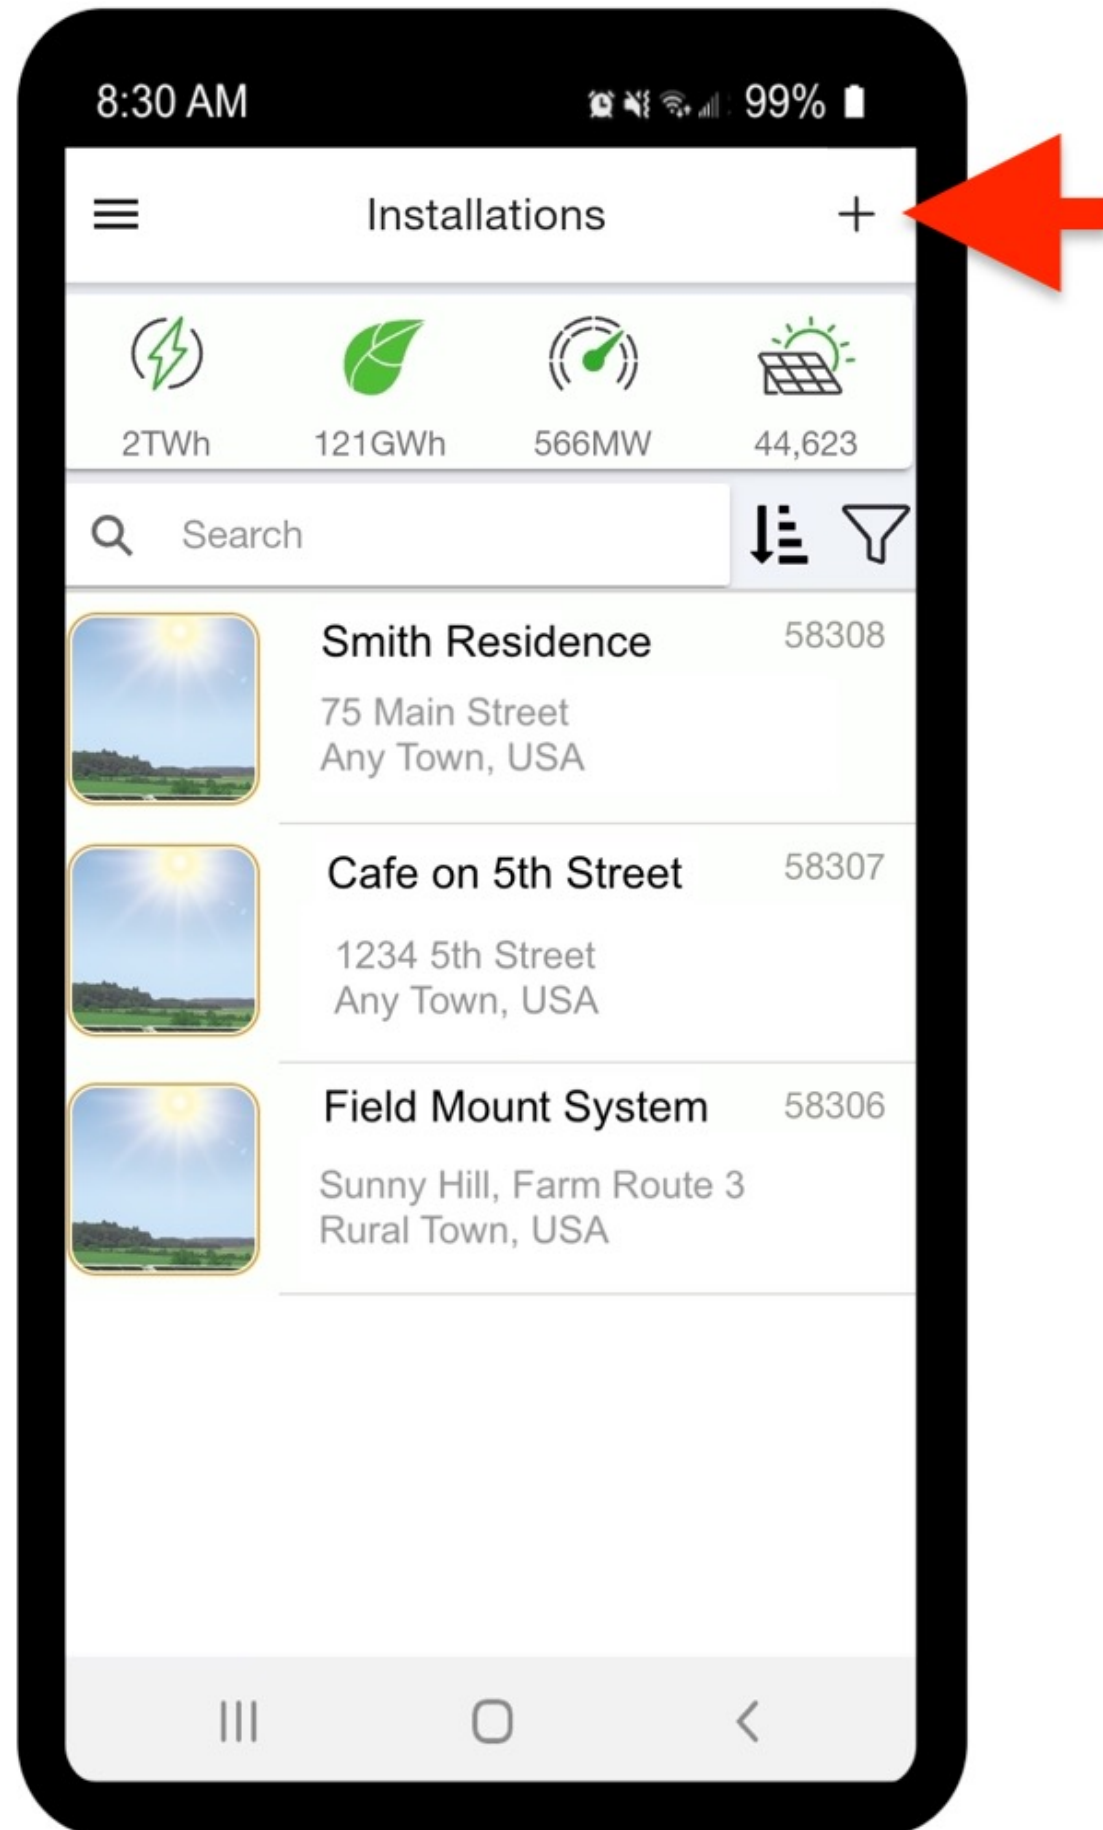 8:30 AM 99%
Installations +
2TWh 121GWh 566MW 44,623
Search
Smith Residence 58308
75 Main Street
Any Town, USA
Cafe on 5th Street 58307
1234 5th Street
Any Town, USA
Field Mount System 58306
Sunny Hill, Farm Route 3
Rural Town, USA